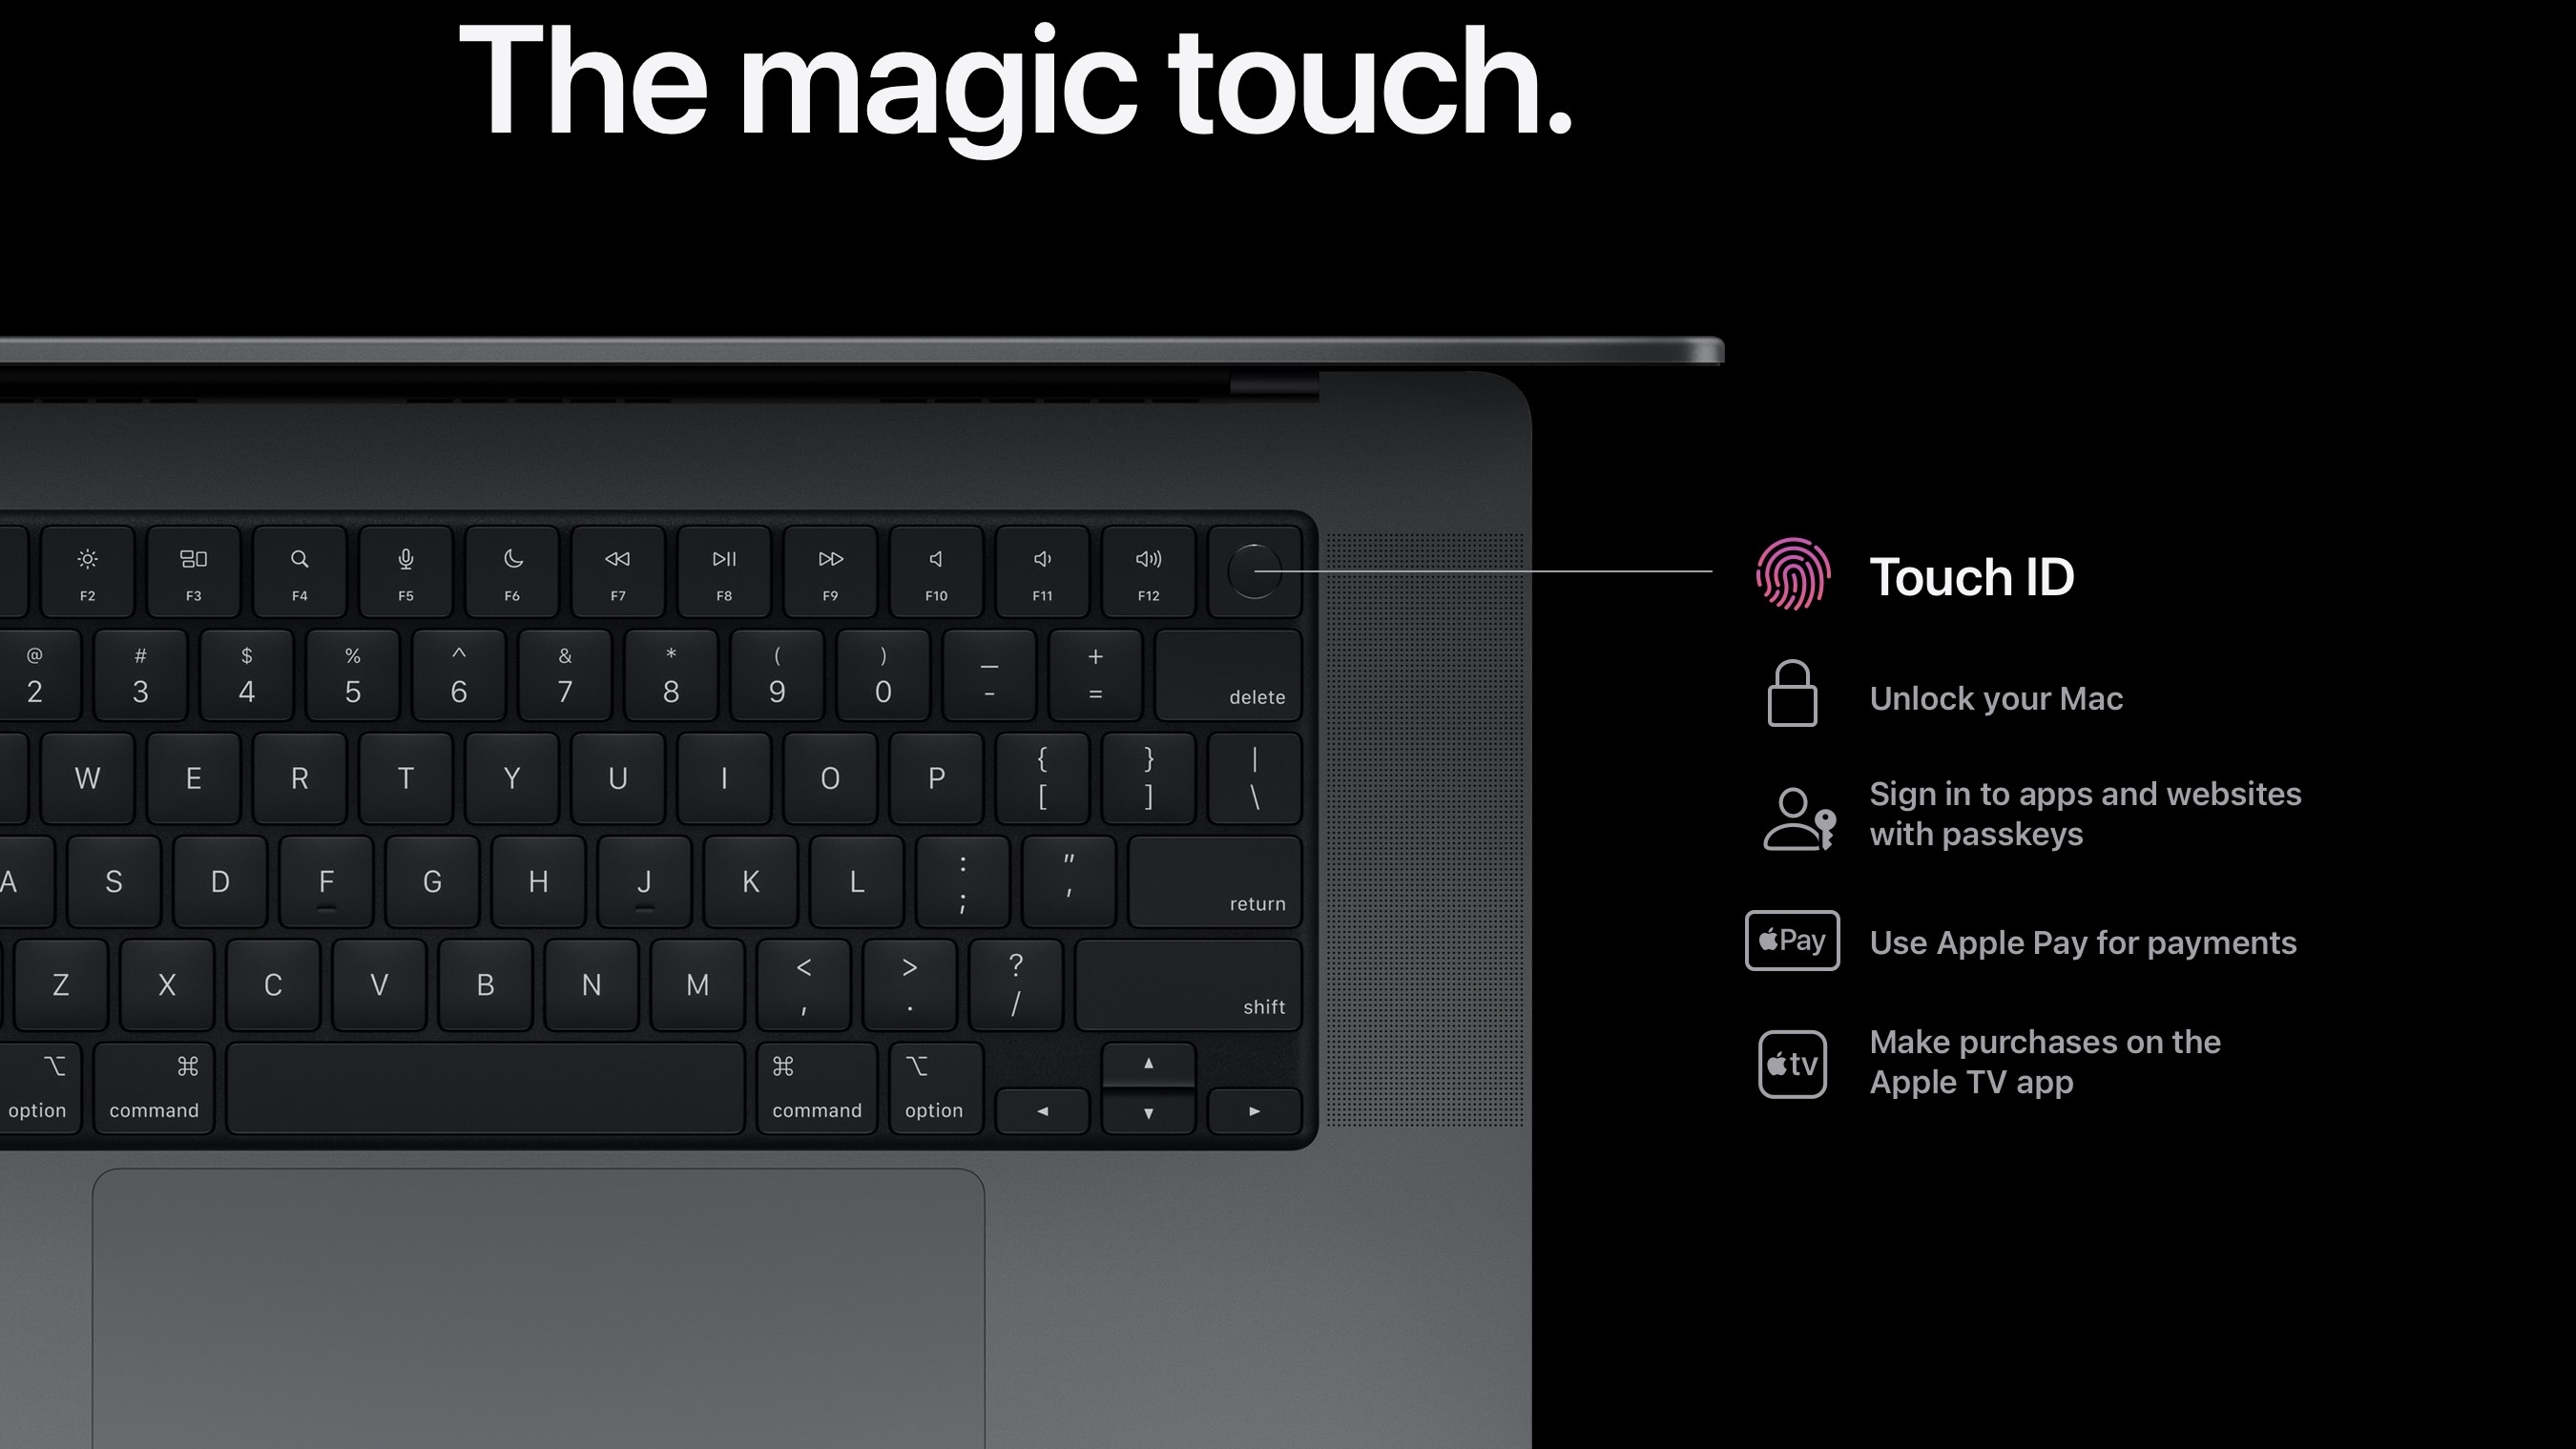 The magic touch.
F2 F3 F4 F5 F6 F7 F8 F9 F10 F11 F12
@ # $ % ^ & * ( ) _ +
2 3 4 5 6 7 8 9 0 - = delete
W E R T Y U I O P { [ } ] | \
A S D F G H J K L : ; " ' return
Z X C V B N M < , > . ? / shift
⌥ ⌘ ⌘ ⌥
option command command option
Touch ID
Unlock your Mac
Sign in to apps and websites
with passkeys
Pay
Use Apple Pay for payments
Make purchases on the
tv
Apple TV app